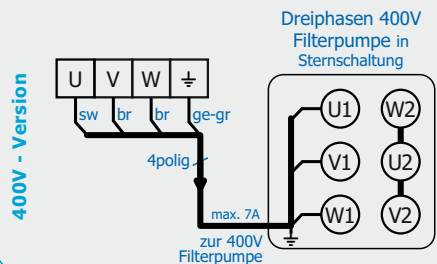 Dreiphasen 400V
Filterpumpe in
Sternschaltung
400V - Version
U V W
sw br br ge-gr
4polig
max. 7A
zur 400V
Filterpumpe
U1 W2
V1 U2
W1 V2